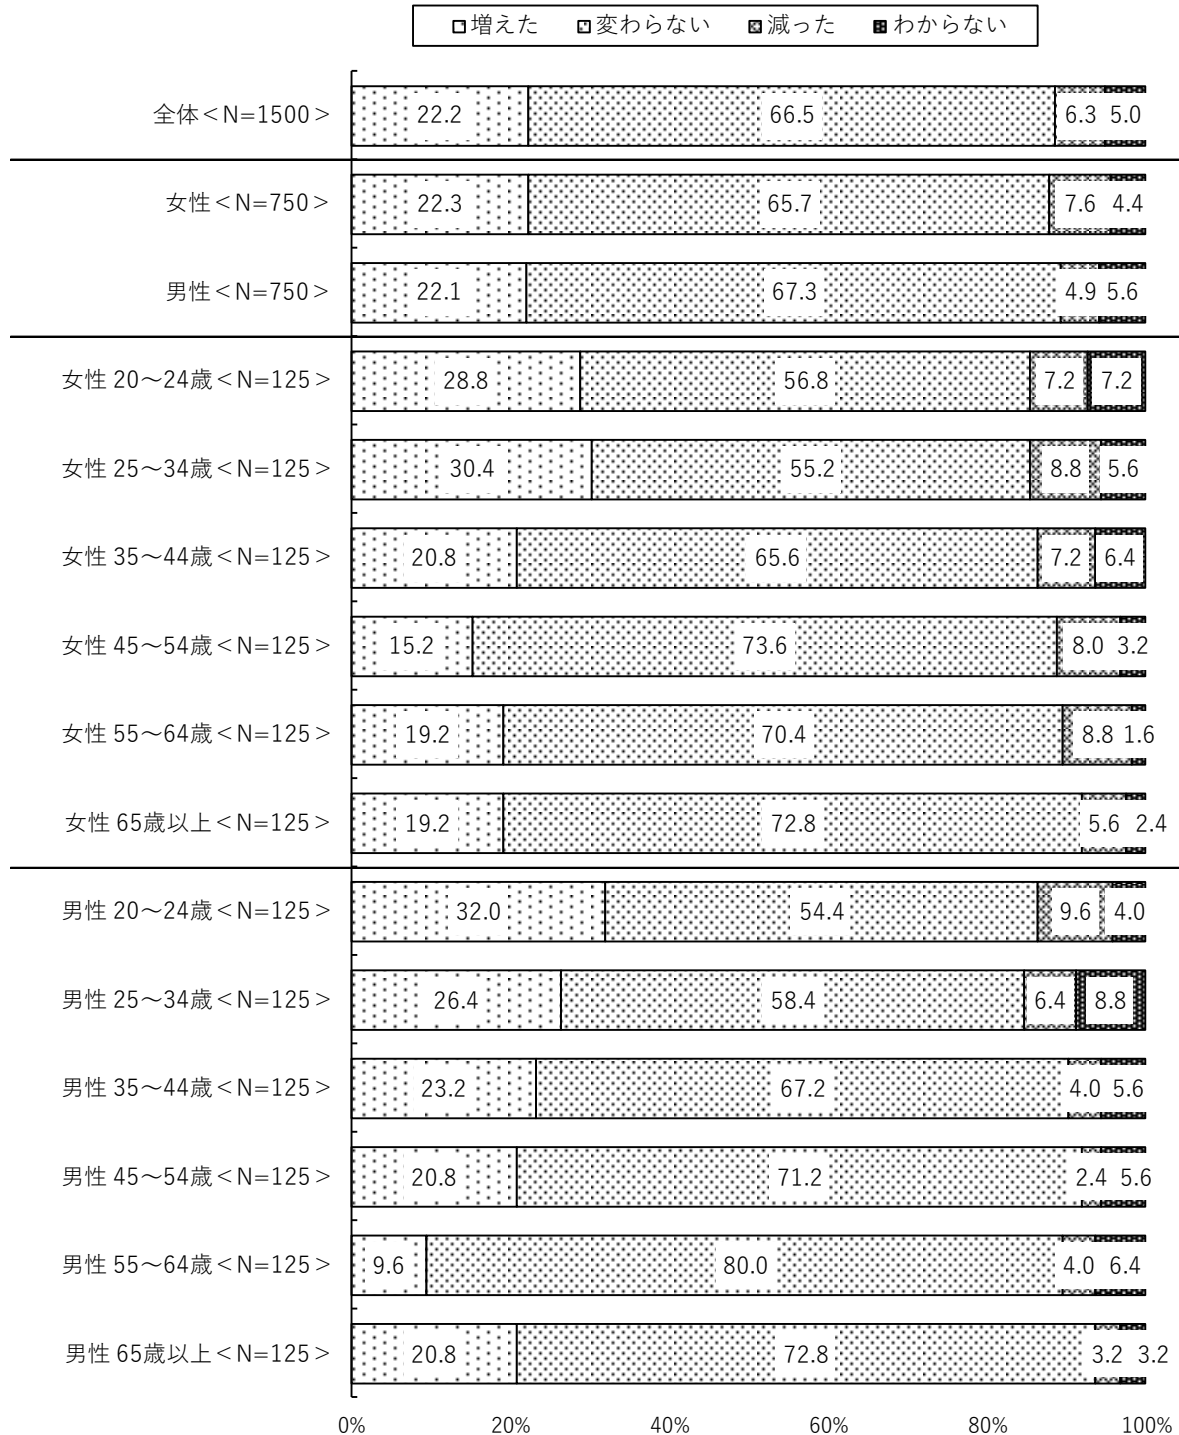 増えた 変わらない 減った わからない
全体＜N=1500＞ 22.2 66.5 6.3 5.0
女性＜N=750＞ 22.3 65.7 7.6 4.4
男性＜N=750＞ 22.1 67.3 4.9 5.6
女性 20～24歳＜N=125＞ 28.8 56.8 7.2 7.2
女性 25～34歳＜N=125＞ 30.4 55.2 8.8 5.6
女性 35～44歳＜N=125＞ 20.8 65.6 7.2 6.4
女性 45～54歳＜N=125＞ 15.2 73.6 8.0 3.2
女性 55～64歳＜N=125＞ 19.2 70.4 8.8 1.6
女性 65歳以上＜N=125＞ 19.2 72.8 5.6 2.4
男性 20～24歳＜N=125＞ 32.0 54.4 9.6 4.0
男性 25～34歳＜N=125＞ 26.4 58.4 6.4 8.8
男性 35～44歳＜N=125＞ 23.2 67.2 4.0 5.6
男性 45～54歳＜N=125＞ 20.8 71.2 2.4 5.6
男性 55～64歳＜N=125＞ 9.6 80.0 4.0 6.4
男性 65歳以上＜N=125＞ 20.8 72.8 3.2 3.2
0% 20% 40% 60% 80% 100%